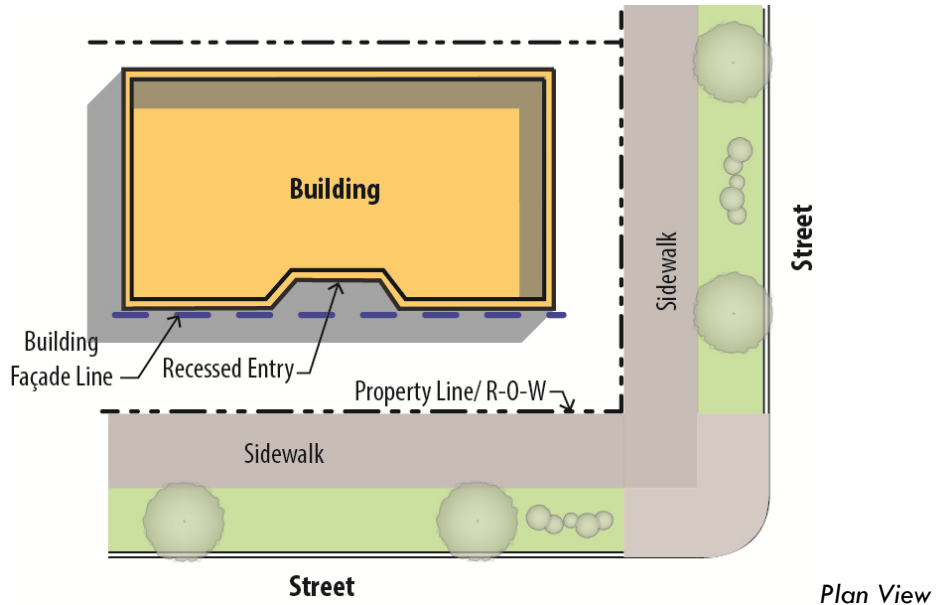 Building
Sidewalk
Street
Building
Façade Line
Recessed Entry
Property Line/ R-O-W
Sidewalk
Street
Plan View